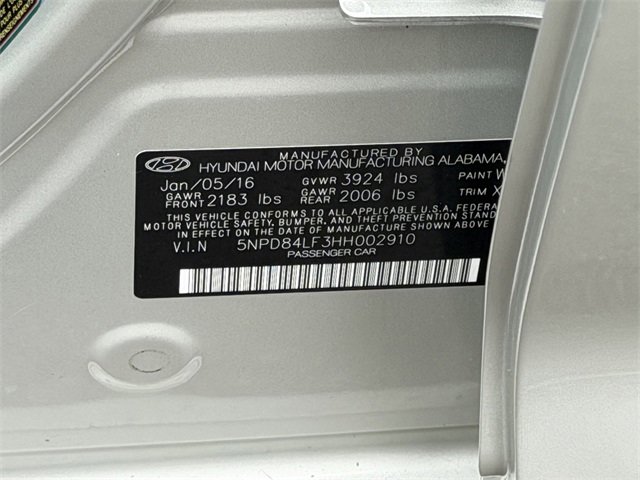 MANUFACTURED BY
HYUNDAI MOTOR MANUFACTURING ALABAMA,
Jan/05/16 GVWR 3924 lbs PAINT W
GAWR FRONT 2183 lbs GAWR REAR 2006 lbs TRIM X
THIS VEHICLE CONFORMS TO ALL APPLICABLE U.S.A. FEDERA
MOTOR VEHICLE SAFETY, BUMPER, AND THEFT PREVENTION STAND
IN EFFECT ON THE DATE OF MANUFACTURE SHOWN ABOVE
V.I.N 5NPD84LF3HH002910
PASSENGER CAR